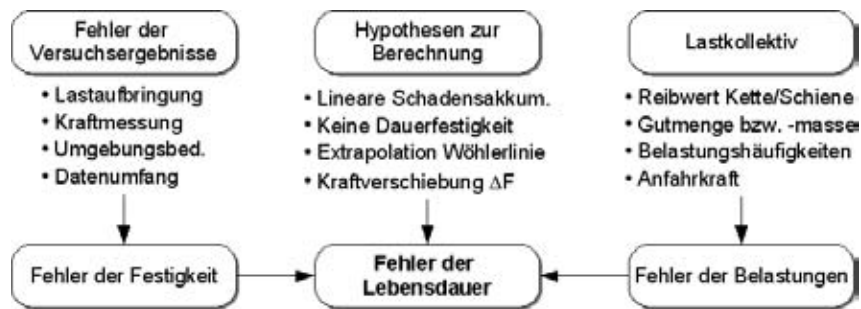 Fehler der
Versuchsergebnisse
• Lastaufbringung
• Kraftmessung
• Umgebungsbed.
• Datenumfang
Fehler der Festigkeit
Hypothesen zur
Berechnung
• Lineare Schadensakkum.
• Keine Dauerfestigkeit
• Extrapolation Wöhlerlinie
• Kraftverschiebung ΔF
Fehler der
Lebensdauer
Lastkollektiv
• Reibwert Kette/Schiene
• Gutmenge bzw. -masse
• Belastungshäufigkeiten
• Anfahrkraft
Fehler der Belastungen